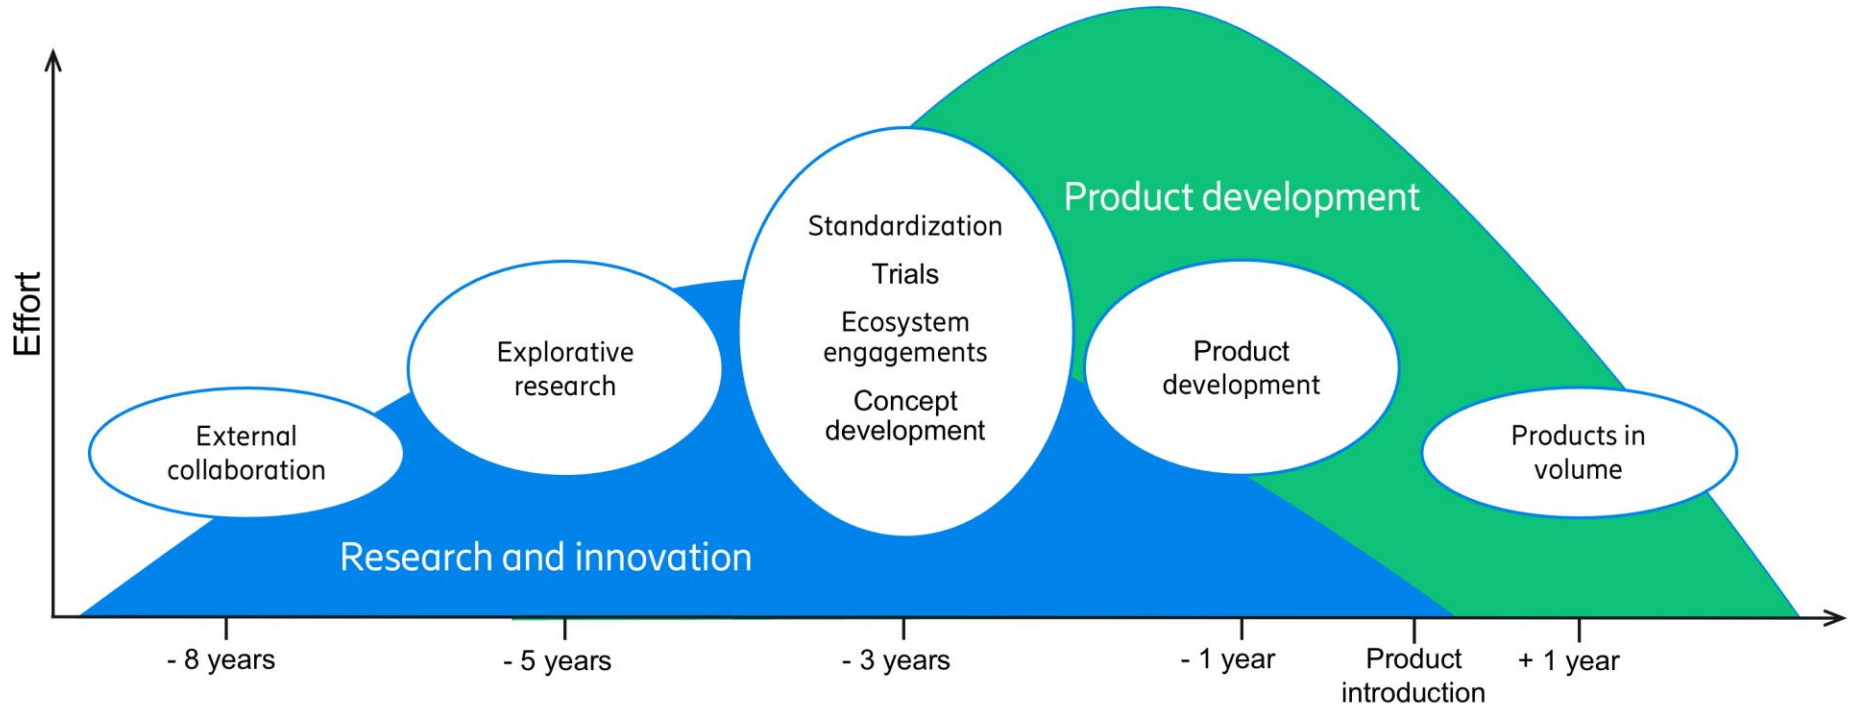 Effort
Product development
Standardization
Trials
Ecosystem
engagements
Concept
development
Explorative
research
Product
development
External
collaboration
Products in
volume
Research and innovation
- 8 years
- 5 years
- 3 years
- 1 year
Product
introduction
+ 1 year